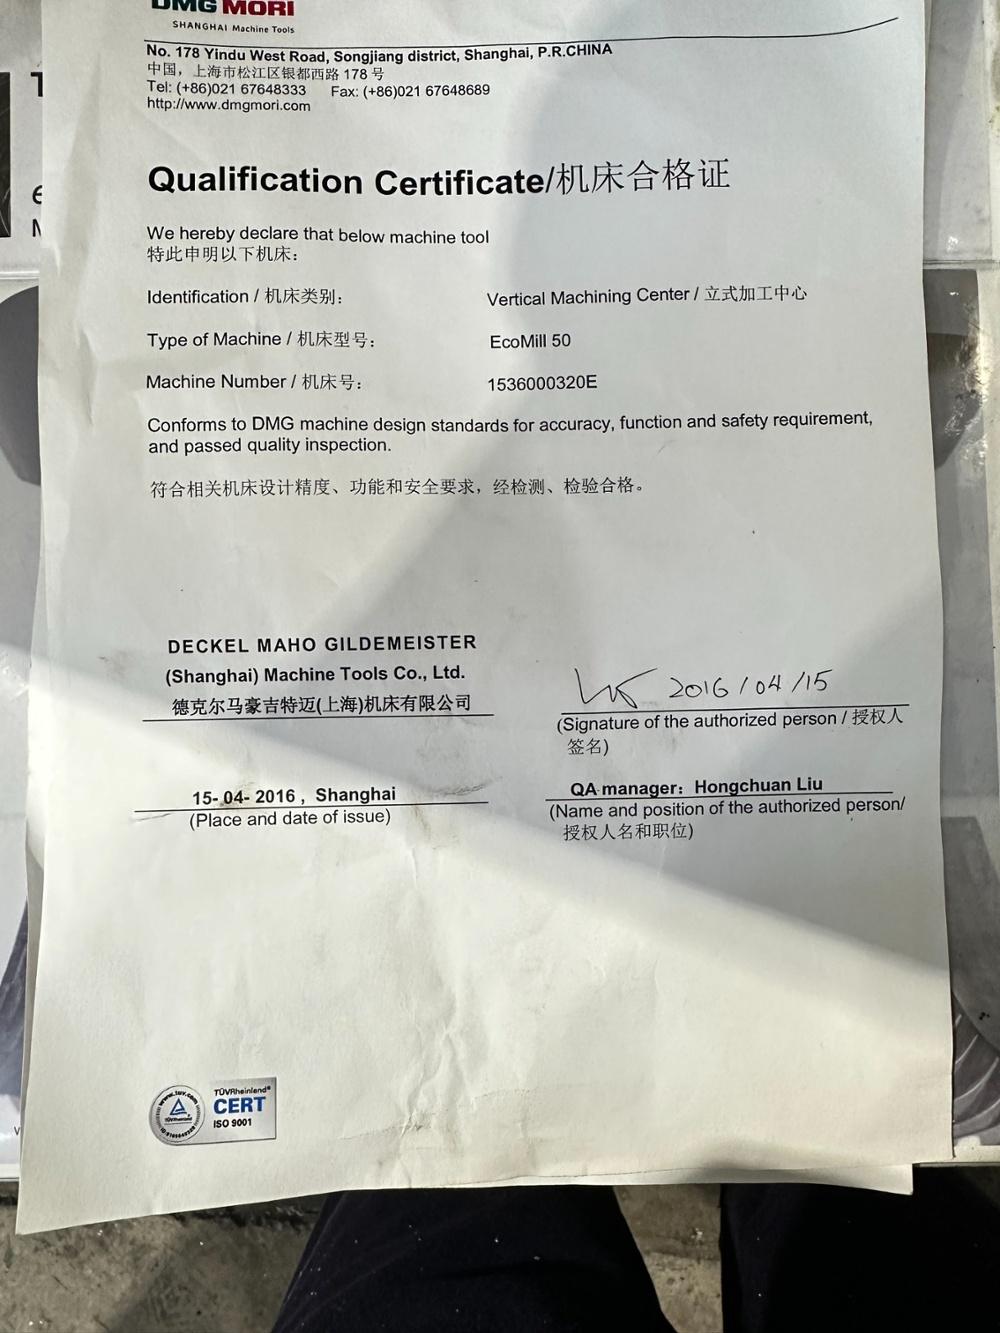 DMG MORI
SHANGHAI Machine Tools
No. 178 Yindu West Road, Songjiang district, Shanghai, P.R.CHINA
中国，上海市松江区银都西路 178 号
Tel: (+86)021 67648333 Fax: (+86)021 67648689
http://www.dmgmori.com
Qualification Certificate/机床合格证
We hereby declare that below machine tool
特此申明以下机床：
Identification / 机床类别： Vertical Machining Center / 立式加工中心
Type of Machine / 机床型号： EcoMill 50
Machine Number / 机床号： 1536000320E
Conforms to DMG machine design standards for accuracy, function and safety requirement,
and passed quality inspection.
符合相关机床设计精度、功能和安全要求，经检测、检验合格。
DECKEL MAHO GILDEMEISTER
(Shanghai) Machine Tools Co., Ltd.
德克尔马豪吉特迈(上海)机床有限公司
2016/04/15
(Signature of the authorized person / 授权人
签名)
15- 04- 2016 , Shanghai
(Place and date of issue)
QA manager: Hongchuan Liu
(Name and position of the authorized person/
授权人名和职位)
www.tuv.com
TÜVRheinland®
CERT
ISO 9001